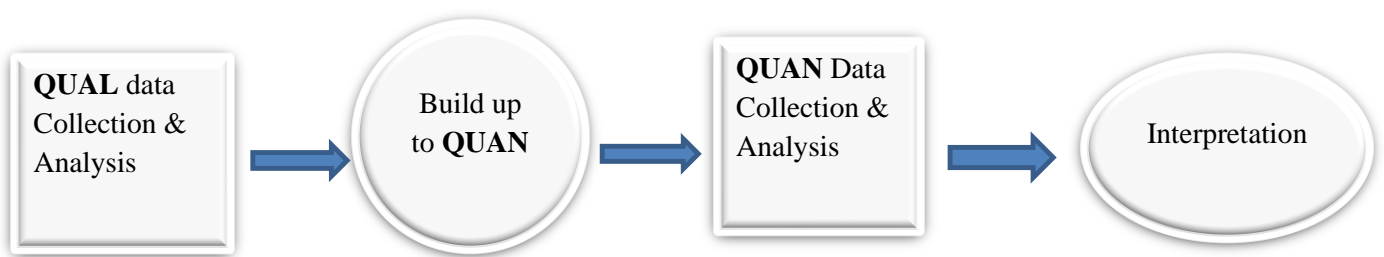 QUAL data
Collection &
Analysis
Build up
to QUAN
QUAN Data
Collection &
Analysis
Interpretation